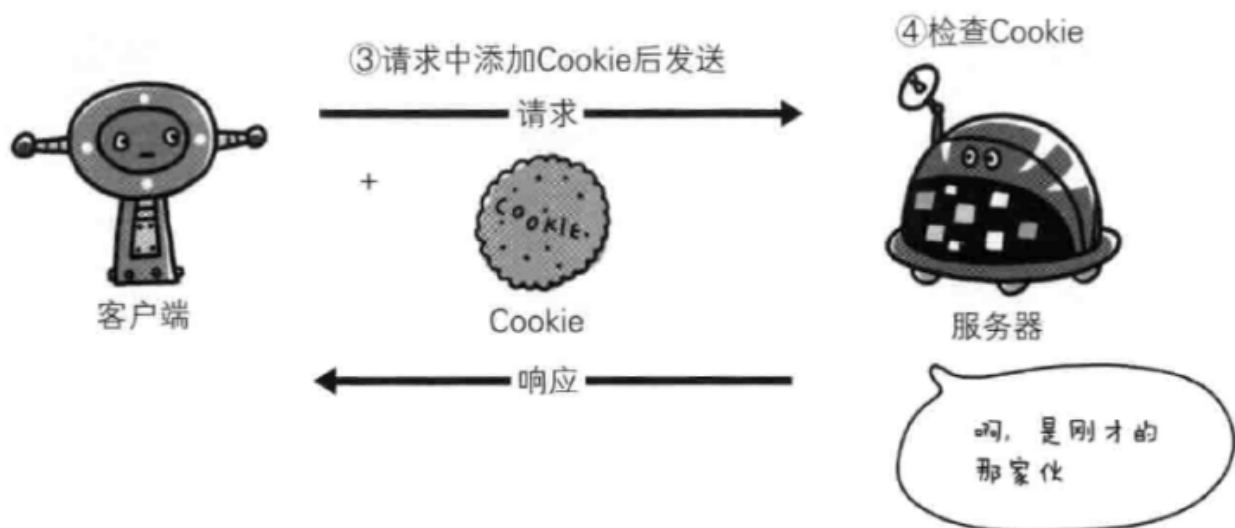 ④检查Cookie
③请求中添加Cookie后发送
请求
+
COOKIE.
客户端
Cookie
服务器
响应
啊, 是刚才的
那家伙